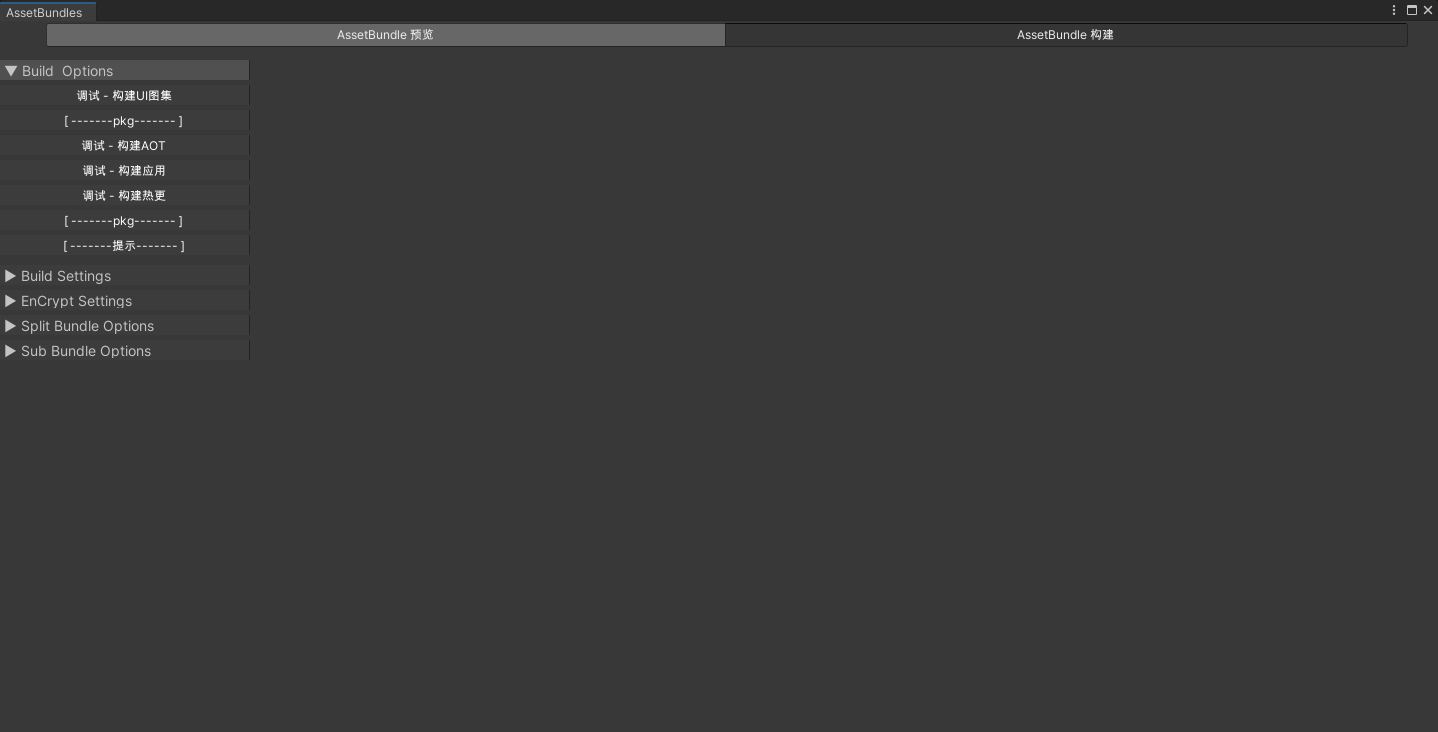 AssetBundles
AssetBundle 预览
AssetBundle 构建
Build  Options
调试 - 构建UI图集
[ -------pkg------- ]
调试 - 构建AOT
调试 - 构建应用
调试 - 构建热更
[ -------pkg------- ]
[ -------提示------- ]
Build Settings
EnCrypt Settings
Split Bundle Options
Sub Bundle Options